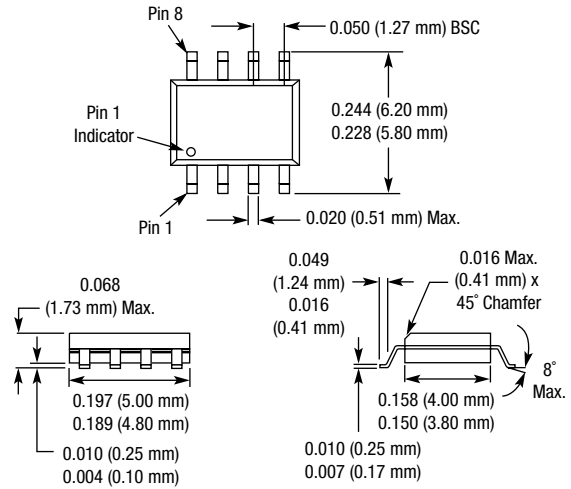 Pin 8
0.050 (1.27 mm) BSC
Pin 1
Indicator
0.244 (6.20 mm)
0.228 (5.80 mm)
Pin 1
0.020 (0.51 mm) Max.
0.068
(1.73 mm) Max.
0.197 (5.00 mm)
0.189 (4.80 mm)
0.010 (0.25 mm)
0.004 (0.10 mm)
0.049
(1.24 mm)
0.016
(0.41 mm)
0.016 Max.
(0.41 mm) x
45° Chamfer
8°
Max.
0.158 (4.00 mm)
0.150 (3.80 mm)
0.010 (0.25 mm)
0.007 (0.17 mm)